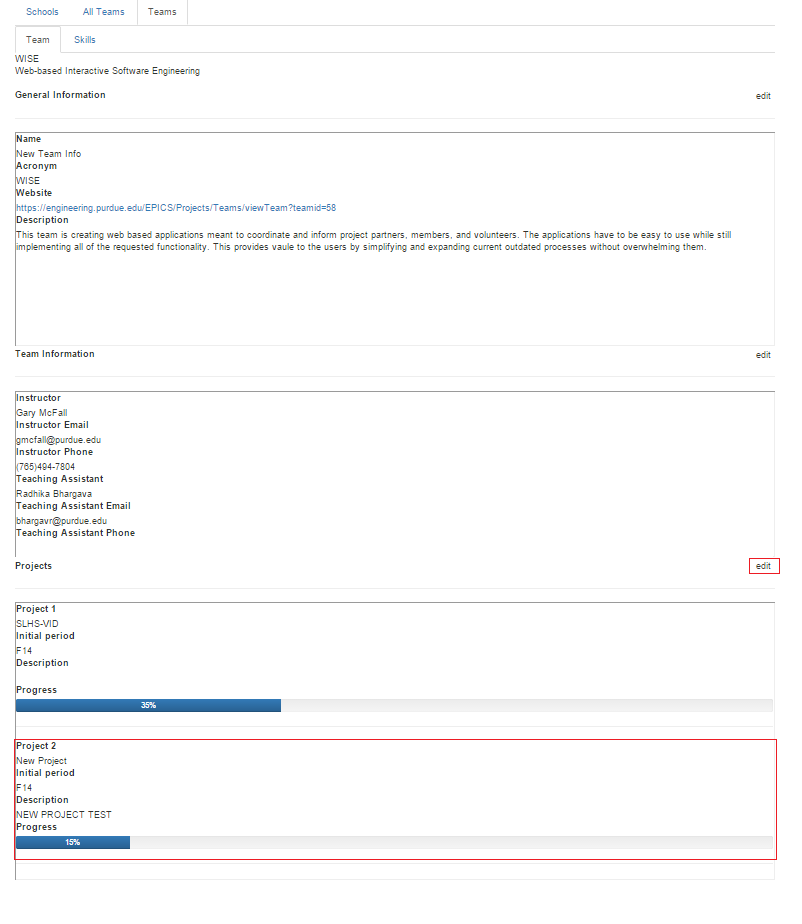 Schools All Teams Teams
Team Skills
WISE
Web-based Interactive Software Engineering
General Information edit
Name
New Team Info
Acronym
WISE
Website
https://engineering.purdue.edu/EPICS/Projects/Teams/viewTeam?teamid=58
Description
This team is creating web based applications meant to coordinate and inform project partners, members, and volunteers. The applications have to be easy to use while still
implementing all of the requested functionality. This provides vaule to the users by simplifying and expanding current outdated processes without overwhelming them.
Team Information edit
Instructor
Gary McFall
Instructor Email
gmcfall@purdue.edu
Instructor Phone
(765)494-7804
Teaching Assistant
Radhika Bhargava
Teaching Assistant Email
bhargavr@purdue.edu
Teaching Assistant Phone
Projects edit
Project 1
SLHS-VID
Initial period
F14
Description
Progress
35%
Project 2
New Project
Initial period
F14
Description
NEW PROJECT TEST
Progress
15%